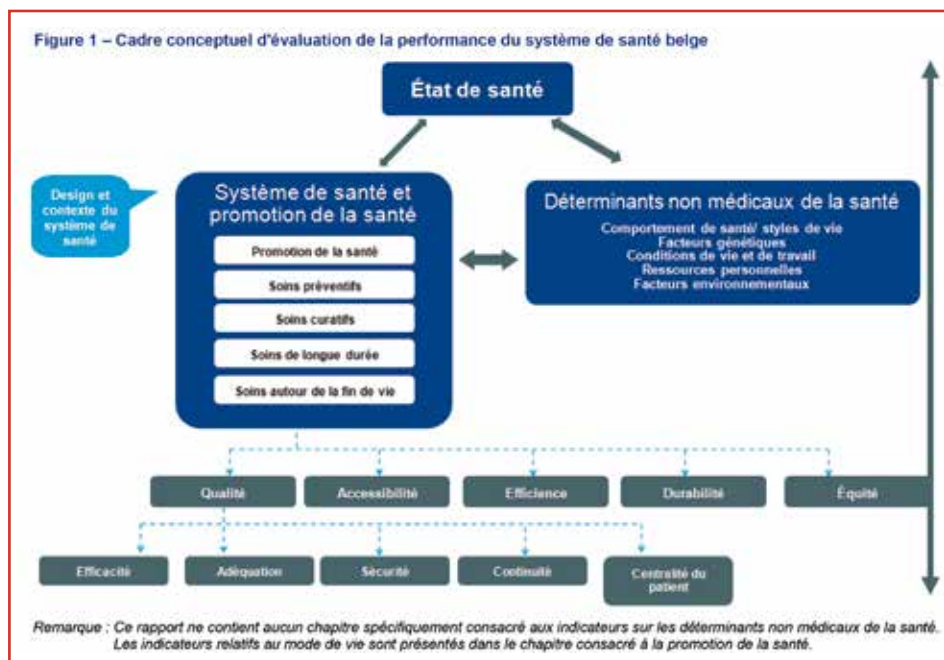 Figure 1 – Cadre conceptuel d'évaluation de la performance du système de santé belge
État de santé
Design et
contexte du
système de
santé
Système de santé et
promotion de la santé
Promotion de la santé
Soins préventifs
Soins curatifs
Soins de longue durée
Soins autour de la fin de vie
Déterminants non médicaux de la santé
Comportement de santé/ styles de vie
Facteurs génétiques
Conditions de vie et de travail
Ressources personnelles
Facteurs environnementaux
Qualité
Accessibilité
Efficience
Durabilité
Équité
Efficacité
Adéquation
Sécurité
Continuité
Centralité du
patient
Remarque : Ce rapport ne contient aucun chapitre spécifiquement consacré aux indicateurs sur les déterminants non médicaux de la santé.
Les indicateurs relatifs au mode de vie sont présentés dans le chapitre consacré à la promotion de la santé.